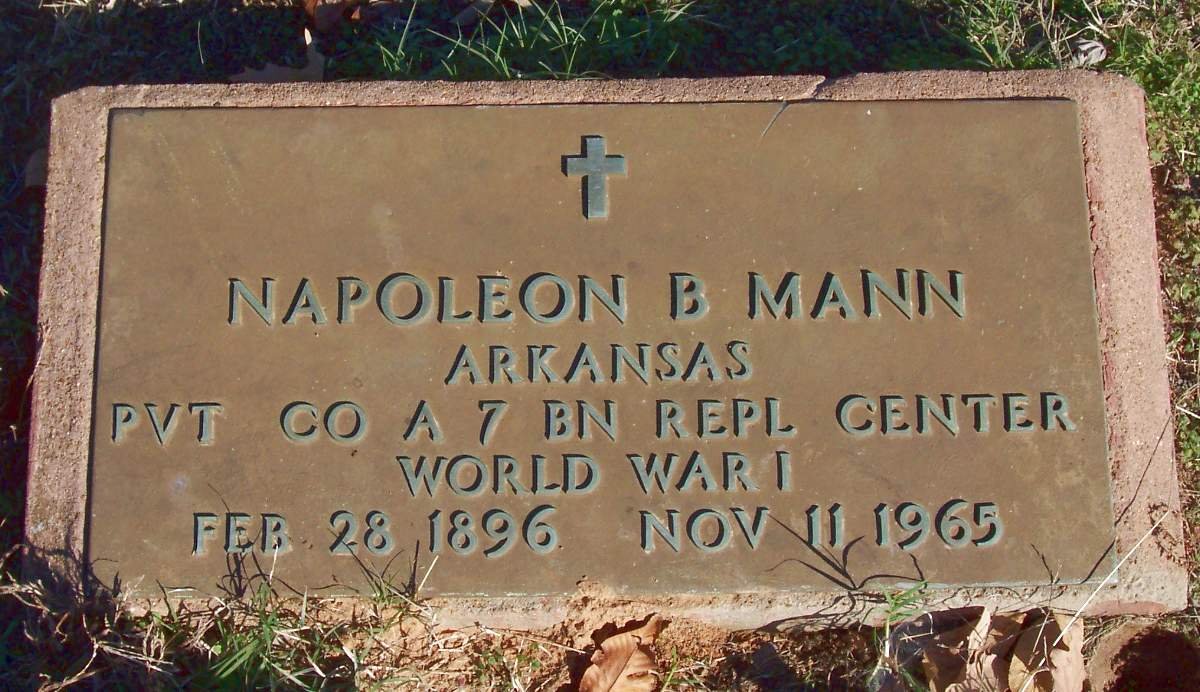 NAPOLEON B MANN
ARKANSAS
PVT CO A 7 BN REPL CENTER
WORLD WAR I
FEB 28 1896 NOV 11 1965